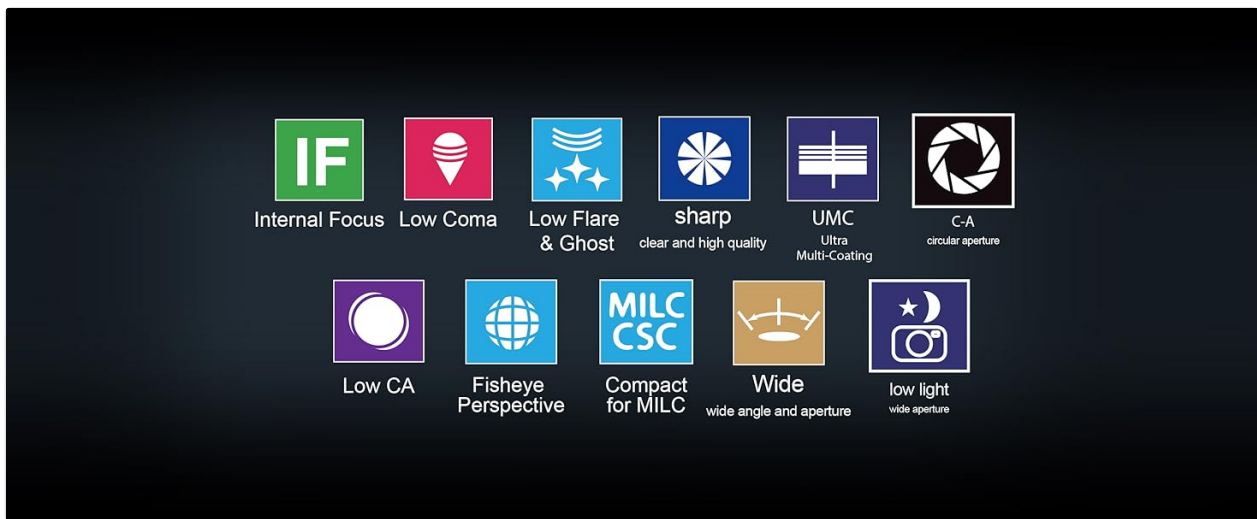 IF
Internal Focus
Low Coma
Low Flare
& Ghost
sharp
clear and high quality
UMC
Ultra
Multi-Coating
C-A
circular aperture
Low CA
Fisheye
Perspective
MILC
CSC
Compact
for MILC
Wide
wide angle and aperture
low light
wide aperture